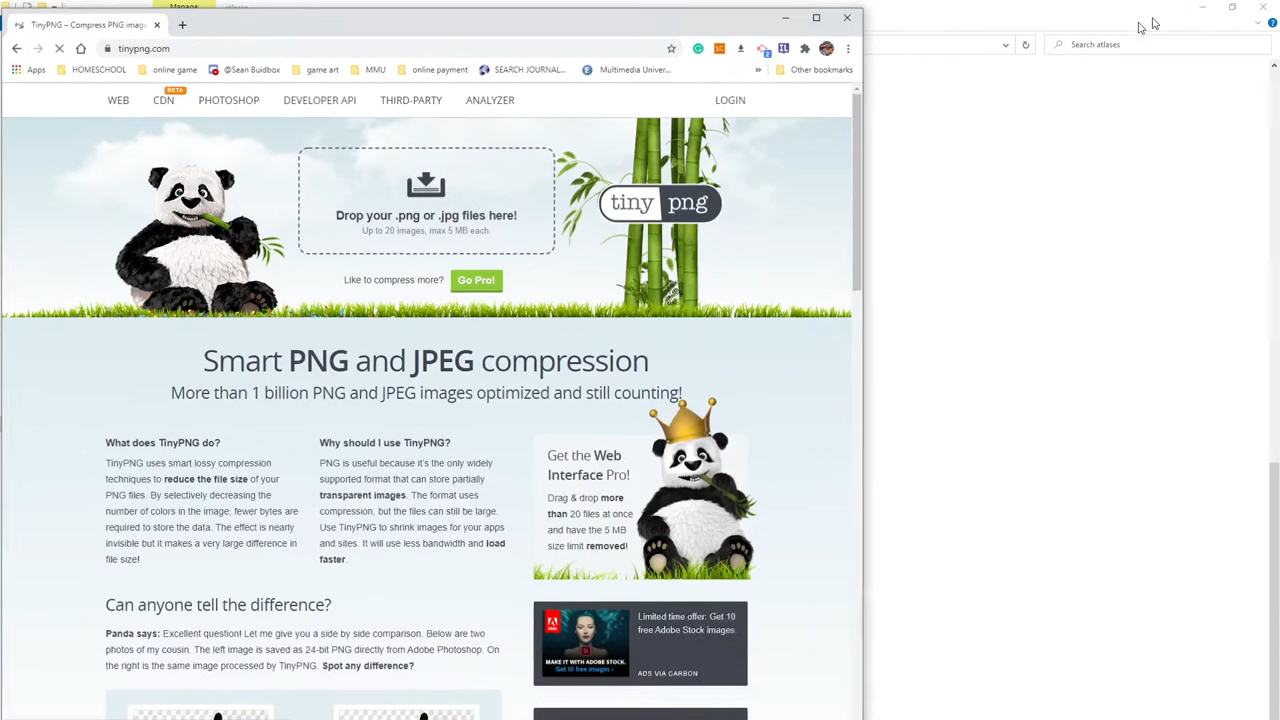 Manage
atlases
TinyPNG – Compress PNG image
tinypng.com
Search atlases
Apps
HOMESCHOOL
online game
@Sean Buidbox
game art
MMU
online payment
SEARCH JOURNAL...
Multimedia Univer...
»
Other bookmarks
BETA
WEB
CDN
PHOTOSHOP
DEVELOPER API
THIRD-PARTY
ANALYZER
LOGIN
Drop your .png or .jpg files here!
Up to 20 images, max 5 MB each.
tiny png
Like to compress more?
Go Pro!
Smart PNG and JPEG compression
More than 1 billion PNG and JPEG images optimized and still counting!
What does TinyPNG do?
TinyPNG uses smart lossy compression
techniques to reduce the file size of your
PNG files. By selectively decreasing the
number of colors in the image, fewer bytes are
required to store the data. The effect is nearly
invisible but it makes a very large difference in
file size!
Why should I use TinyPNG?
PNG is useful because it's the only widely
supported format that can store partially
transparent images. The format uses
compression, but the files can still be large.
Use TinyPNG to shrink images for your apps
and sites. It will use less bandwidth and load
faster.
Get the Web
Interface Pro!
Drag & drop more
than 20 files at once
and have the 5 MB
size limit removed!
Can anyone tell the difference?
Panda says: Excellent question! Let me give you a side by side comparison. Below are two
photos of my cousin. The left image is saved as 24-bit PNG directly from Adobe Photoshop. On
the right is the same image processed by TinyPNG. Spot any difference?
Limited time offer: Get 10
free Adobe Stock images.
MAKE IT WITH ADOBE STOCK.
Get 10 free images ›
ADS VIA CARBON